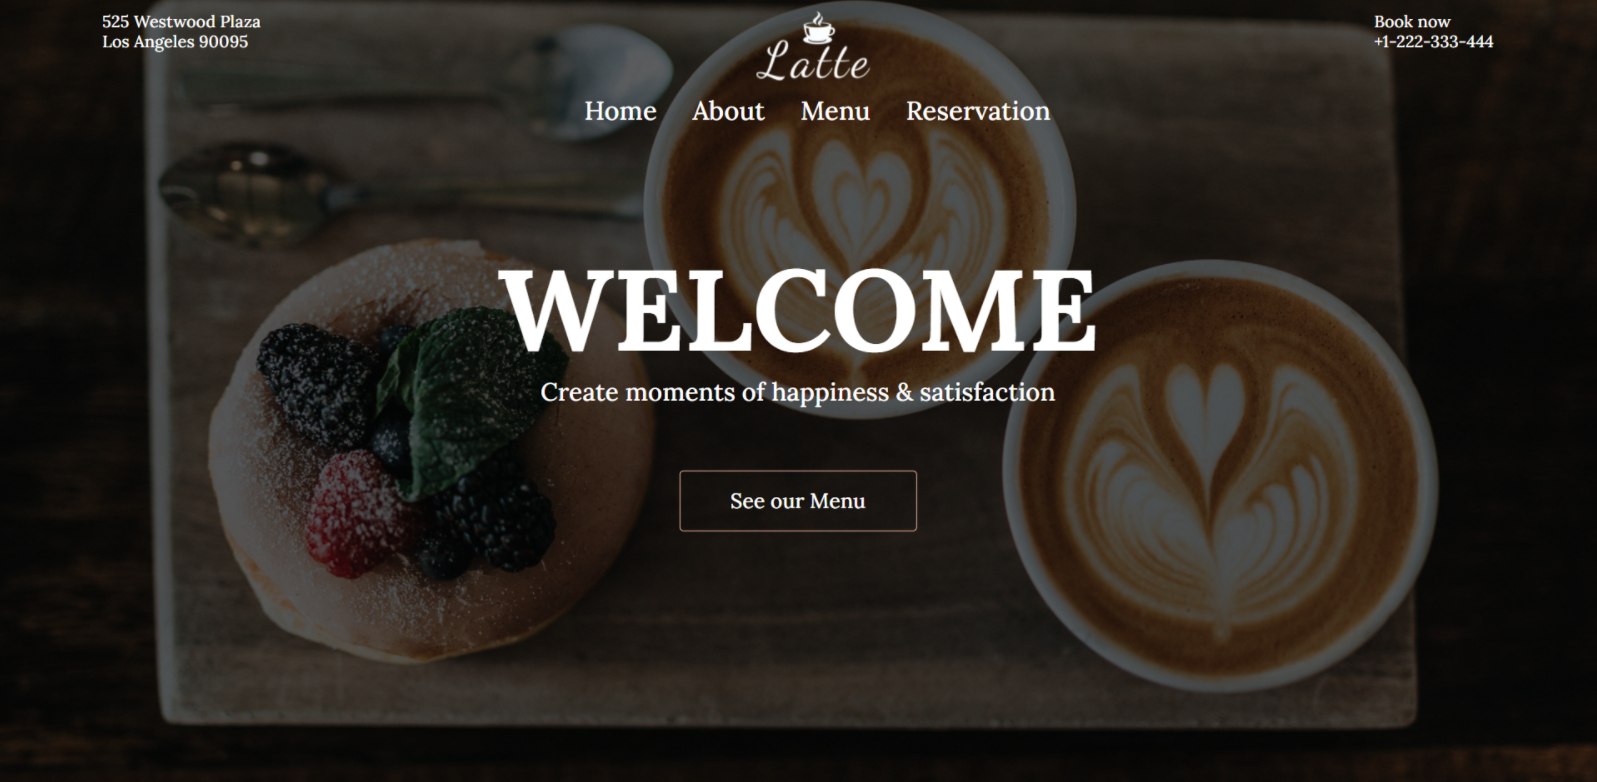 525 Westwood Plaza
Los Angeles 90095
Latte
Book now
+1-222-333-444
Home About Menu Reservation
WELCOME
Create moments of happiness & satisfaction
See our Menu